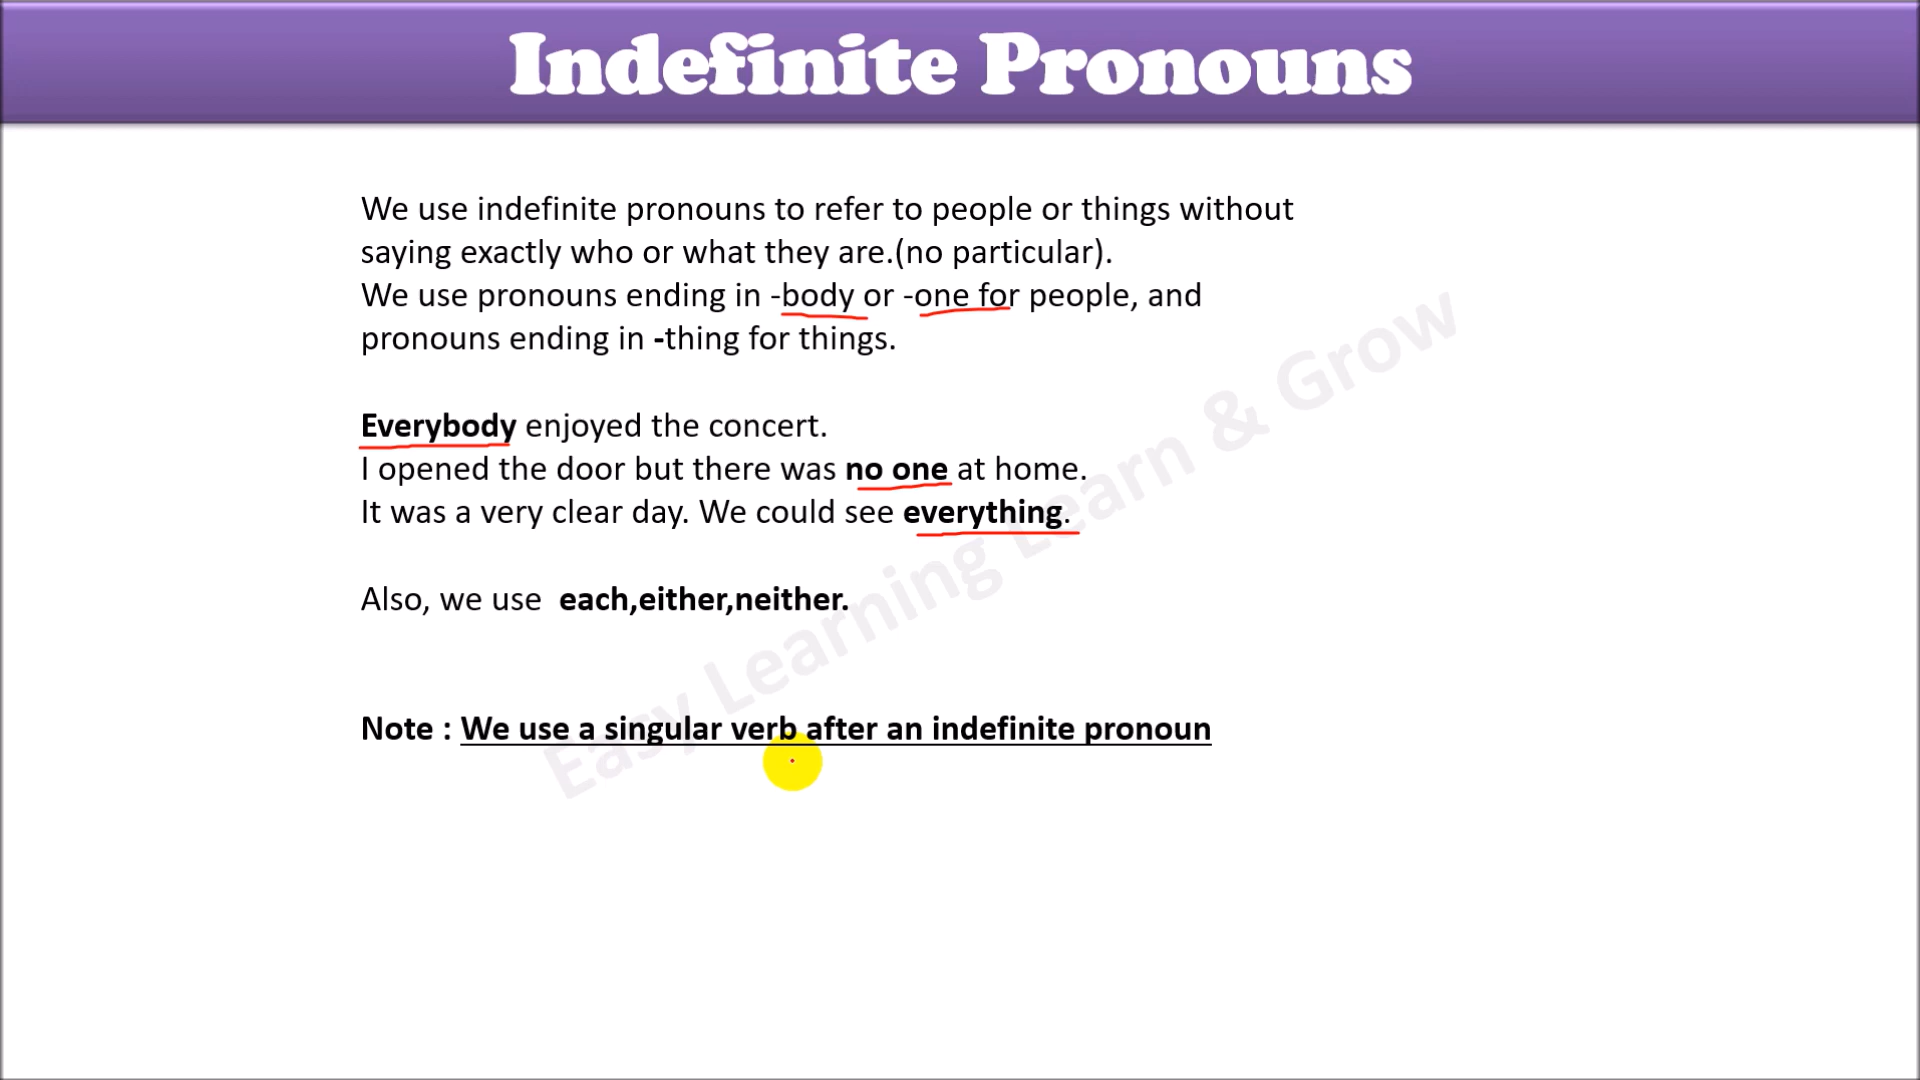 Indefinite Pronouns
We use indefinite pronouns to refer to people or things without
saying exactly who or what they are.(no particular).
We use pronouns ending in -body or -one for people, and
pronouns ending in -thing for things.
Everybody enjoyed the concert.
I opened the door but there was no one at home.
It was a very clear day. We could see everything.
Also, we use  each,either,neither.
Note : We use a singular verb after an indefinite pronoun
Easy Learning Learn & Grow